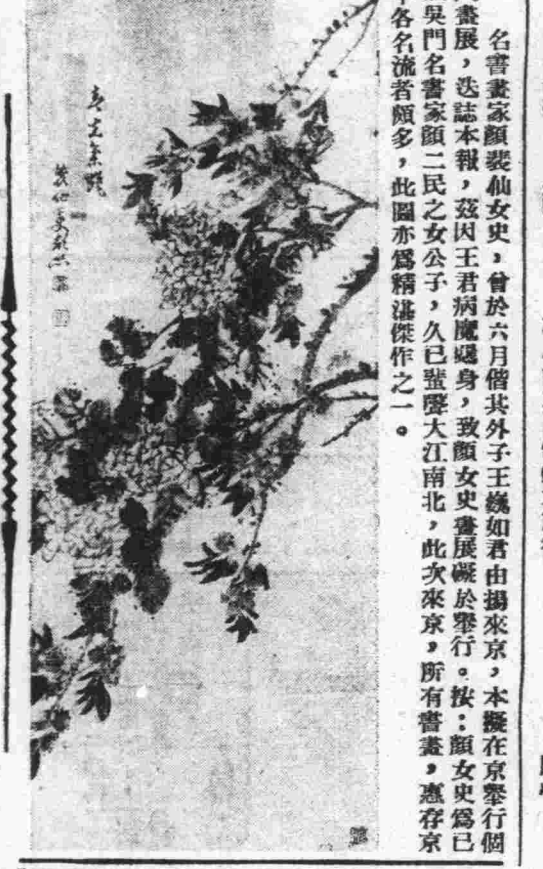 名書畫家顏裴仙女史,曾於六月偕其外子王巍如君由揚來京,本擬在京舉行個
畫展,迭誌本報,茲因王君病魔纏身,致顏女史畫展礙於舉行。按:顏女史爲已
吳門名書家顏二民之女公子,久已蜚聲大江南北,此次來京,所有書畫,惠存京
各名流者頗多,此圖亦爲精湛傑作之一。